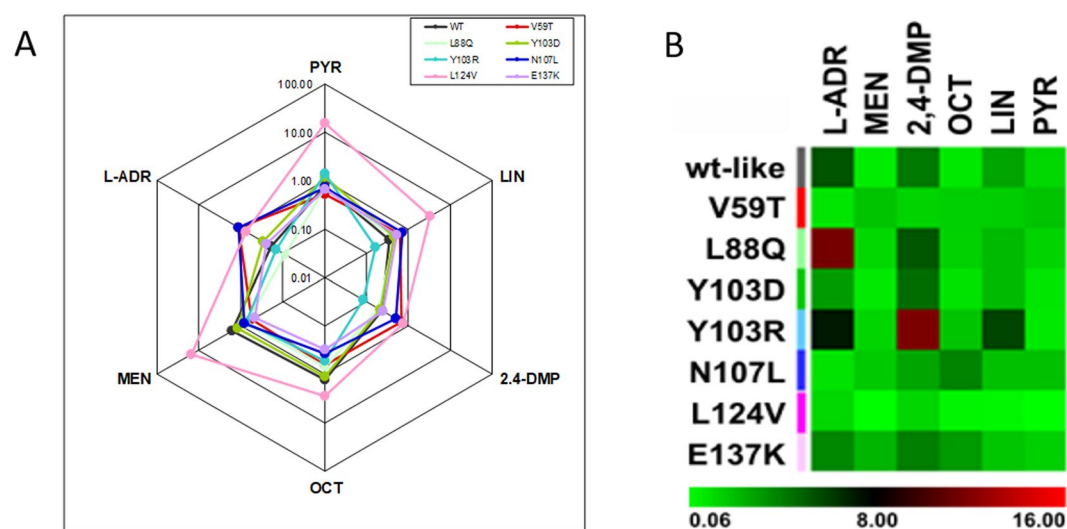 A
WT V59T
L88Q Y103D
Y103R N107L
L124V E137K
PYR
100.00
10.00
1.00
0.10
0.01
L-ADR
LIN
MEN
2.4-DMP
OCT
B
L-ADR MEN 2,4-DMP OCT LIN PYR
wt-like
V59T
L88Q
Y103D
Y103R
N107L
L124V
E137K
0.06 8.00 16.00